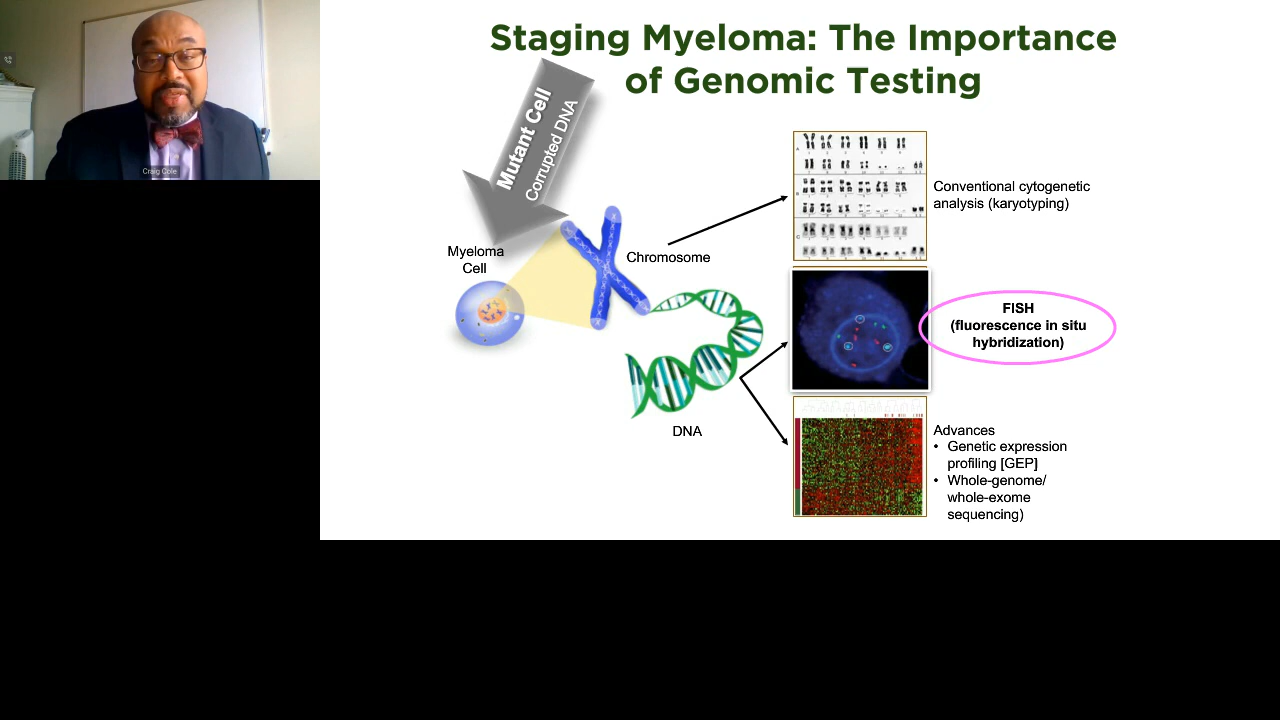 Craig Cole
Staging Myeloma: The Importance
of Genomic Testing
Mutant Cell
Corrupted DNA
Myeloma
Cell
Chromosome
DNA
Conventional cytogenetic
analysis (karyotyping)
FISH
(fluorescence in situ
hybridization)
Advances
• Genetic expression
profiling [GEP]
• Whole-genome/
whole-exome
sequencing)